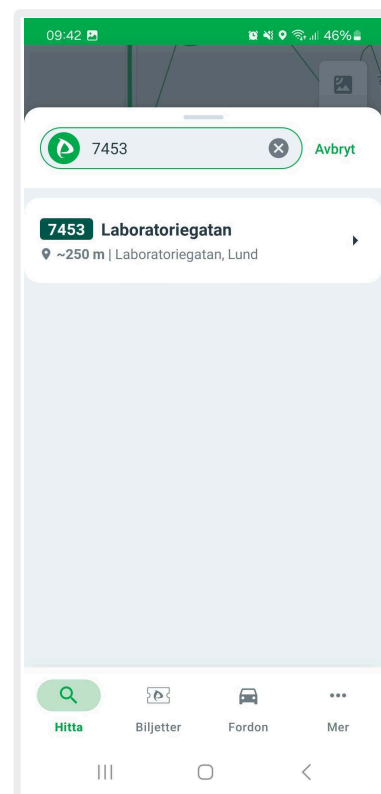 09:42 46%
7453 Avbryt
7453 Laboratoriegatan
~250 m | Laboratoriegatan, Lund
Hitta Biljetter Fordon Mer